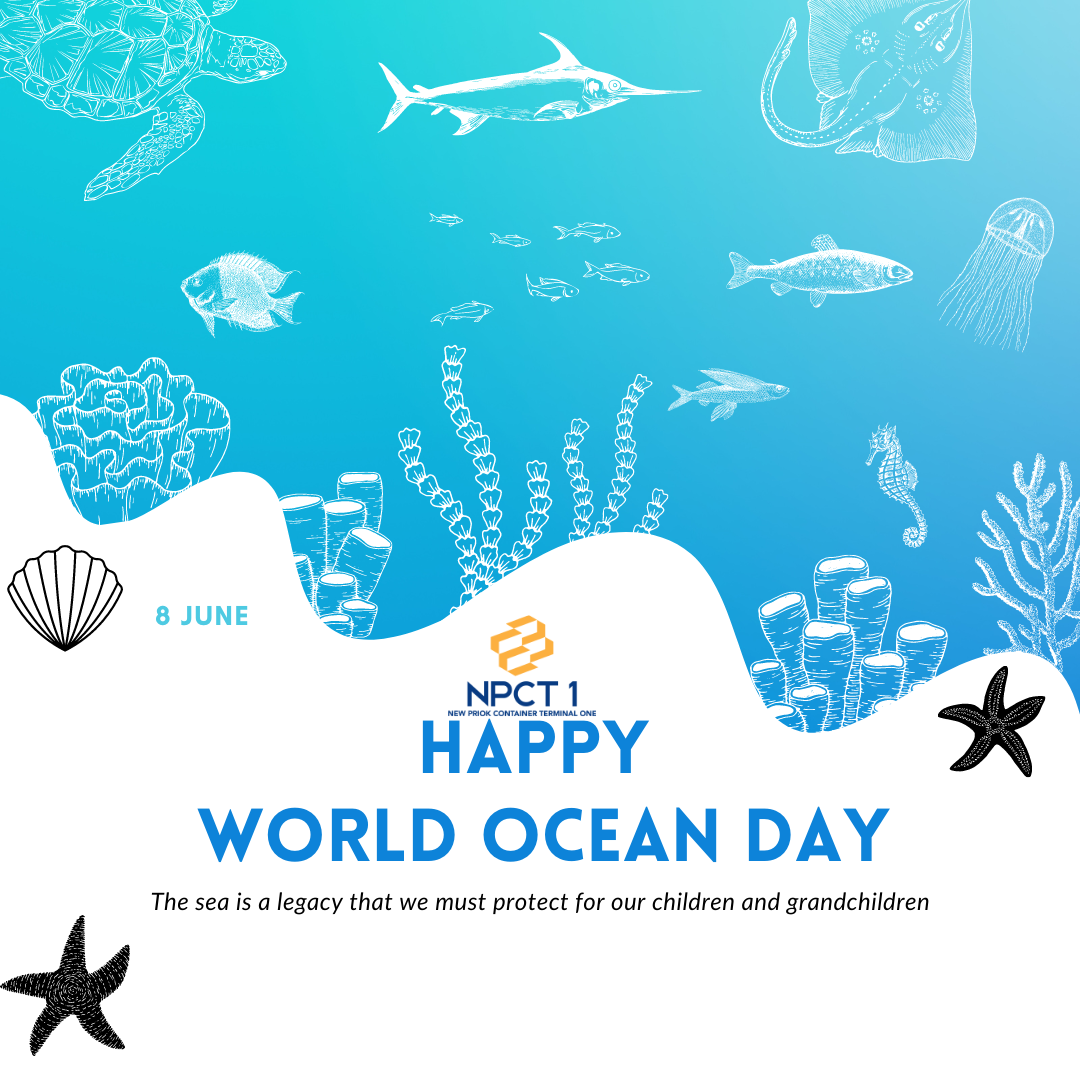 8 JUNE
NPCT 1
NEW PRIOK CONTAINER TERMINAL ONE
HAPPY
WORLD OCEAN DAY
The sea is a legacy that we must protect for our children and grandchildren